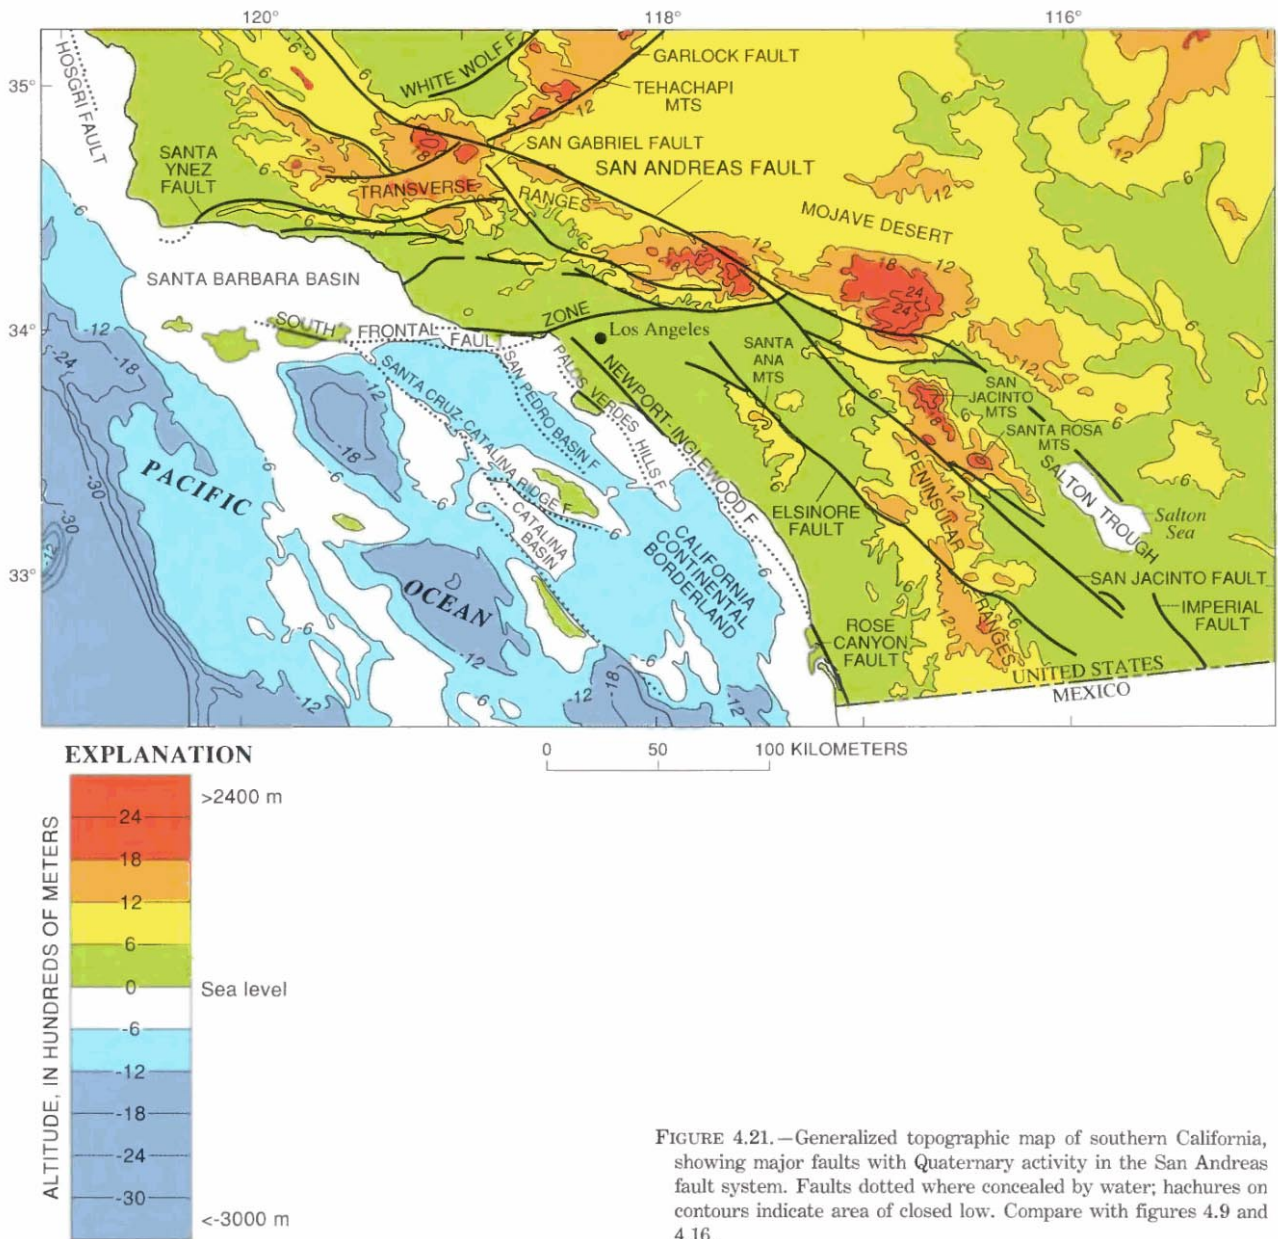 120°
118°
116°
35°
34°
33°
HOSGRI FAULT
WHITE WOLF F
GARLOCK FAULT
TEHACHAPI
MTS
SAN GABRIEL FAULT
SAN ANDREAS FAULT
SANTA
YNEZ
FAULT
TRANSVERSE
RANGES
MOJAVE DESERT
SANTA BARBARA BASIN
SOUTH
FRONTAL
FAUL
ZONE
Los Angeles
SANTA
ANA
MTS
SAN
JACINTO
MTS
SANTA ROSA
MTS
SANTA CRUZ-CATALINA RIDGE F
SAN PEDRO BASIN F
PALOS VERDES HILLS F
NEWPORT-INGLEWOOD F
PACIFIC
OCEAN
CATALINA
BASIN
CALIFORNIA
CONTINENTAL
BORDERLAND
ELSINORE
FAULT
PENINSULAR
RANGES
SALTON TROUGH
Salton
Sea
SAN JACINTO FAULT
IMPERIAL
FAULT
ROSE
CANYON
FAULT
UNITED STATES
MEXICO
EXPLANATION
0 50 100 KILOMETERS
ALTITUDE, IN HUNDREDS OF METERS
>2400 m
24
18
12
6
0 Sea level
-6
-12
-18
-24
-30
<-3000 m
FIGURE 4.21.—Generalized topographic map of southern California,
showing major faults with Quaternary activity in the San Andreas
fault system. Faults dotted where concealed by water; hachures on
contours indicate area of closed low. Compare with figures 4.9 and
4.16